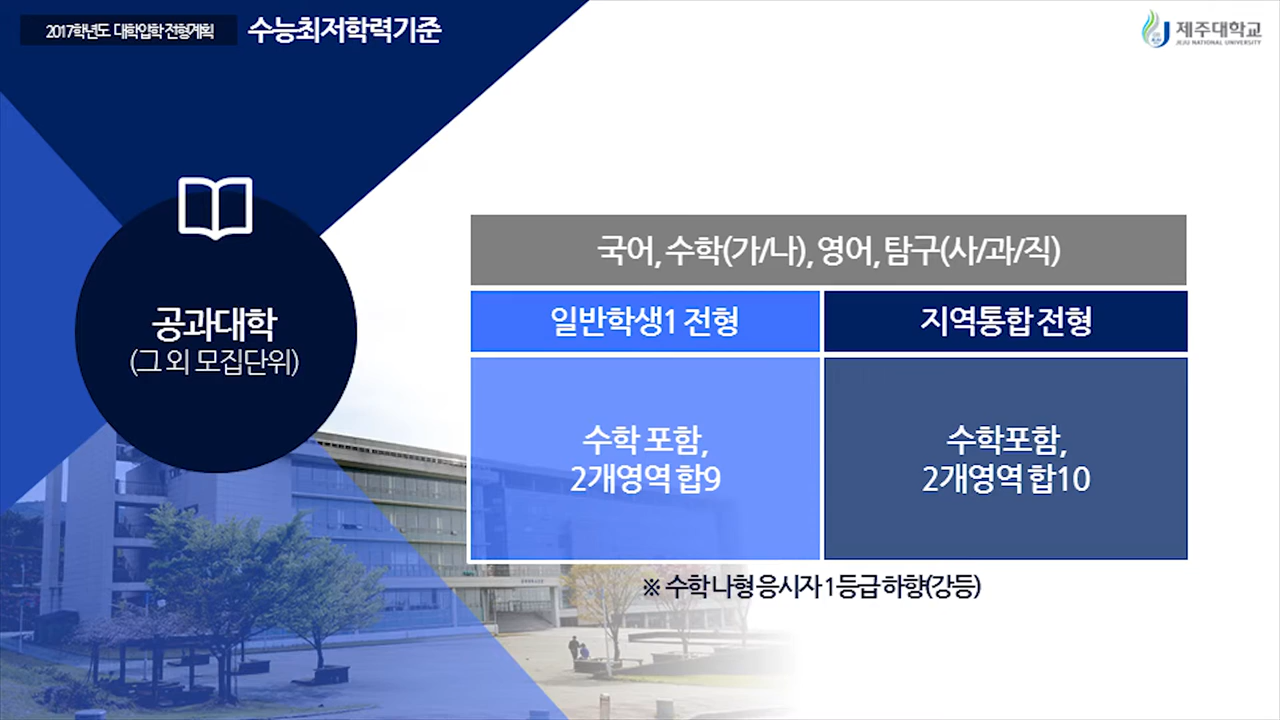 2017학년도 대학입학 전형계획
수능최저학력기준
제주대학교
JEJU NATIONAL UNIVERSITY
공과대학
(그 외 모집단위)
국어, 수학(가/나), 영어, 탐구(사/과/직)
일반학생1 전형
지역통합 전형
수학 포함,
2개영역 합9
수학포함,
2개영역 합10
※ 수학 나형 응시자 1등급 하향(강등)